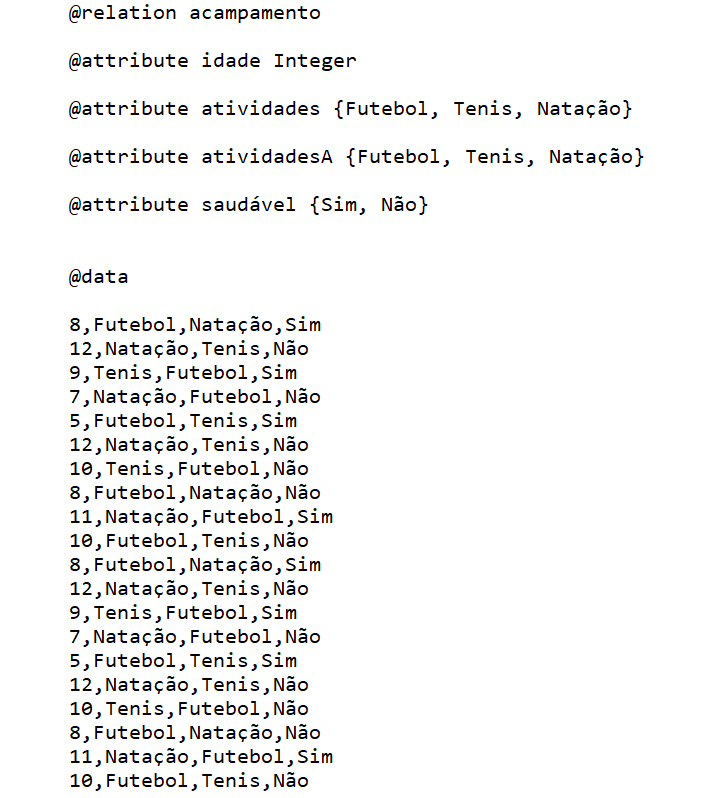 @relation acampamento
@attribute idade Integer
@attribute atividades {Futebol, Tenis, Natação}
@attribute atividadesA {Futebol, Tenis, Natação}
@attribute saudável {Sim, Não}
@data
8,Futebol,Natação,Sim
12,Natação,Tenis,Não
9,Tenis,Futebol,Sim
7,Natação,Futebol,Não
5,Futebol,Tenis,Sim
12,Natação,Tenis,Não
10,Tenis,Futebol,Não
8,Futebol,Natação,Não
11,Natação,Futebol,Sim
10,Futebol,Tenis,Não
8,Futebol,Natação,Sim
12,Natação,Tenis,Não
9,Tenis,Futebol,Sim
7,Natação,Futebol,Não
5,Futebol,Tenis,Sim
12,Natação,Tenis,Não
10,Tenis,Futebol,Não
8,Futebol,Natação,Não
11,Natação,Futebol,Sim
10,Futebol,Tenis,Não